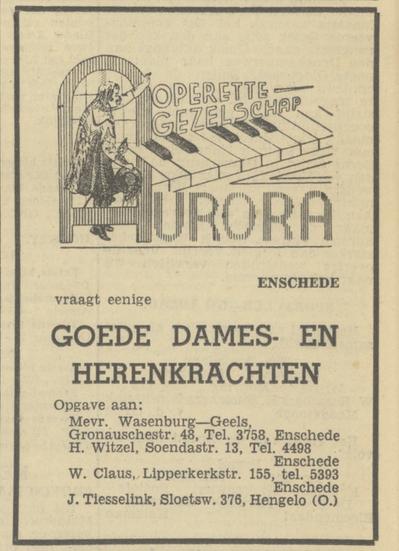 OPERETTE-
GEZELSCHAP
AURORA
ENSCHEDE
vraagt eenige
GOEDE DAMES- EN
HERENKRACHTEN
Opgave aan:
Mevr. Wasenburg—Geels,
Gronauschestr. 48, Tel. 3758, Enschede
H. Witzel, Soendastr. 13, Tel. 4498
Enschede
W. Claus, Lipperkerkstr. 155, tel. 5393
Enschede
J. Tiesselink, Sloetsw. 376, Hengelo (O.)